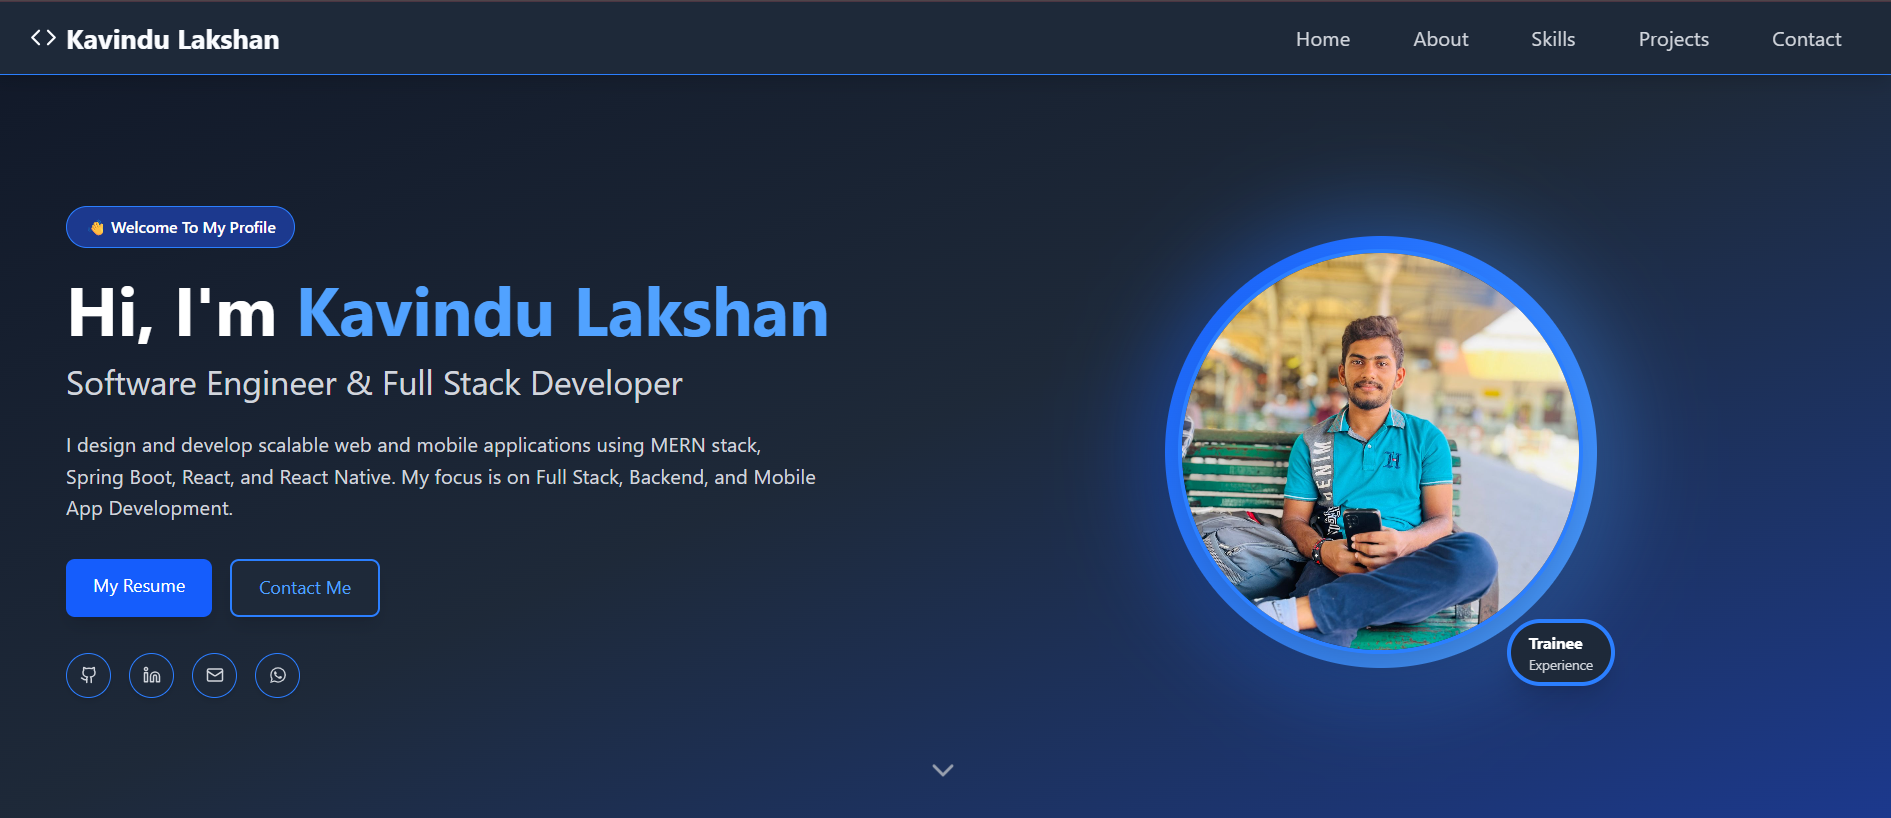 Kavindu Lakshan
Home
About
Skills
Projects
Contact
👋 Welcome To My Profile
Hi, I'm Kavindu Lakshan
Software Engineer & Full Stack Developer
I design and develop scalable web and mobile applications using MERN stack,
Spring Boot, React, and React Native. My focus is on Full Stack, Backend, and Mobile
App Development.
My Resume
Contact Me
in
Trainee
Experience